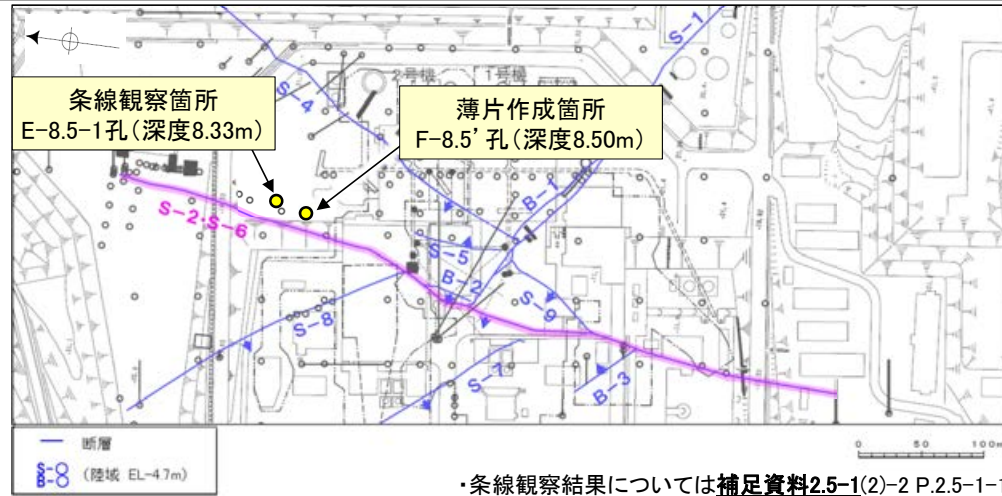 条線観察箇所
E-8.5-1孔(深度8.33m)
薄片作成箇所
F-8.5’孔(深度8.50m)
2号機
1号機
S-1
S-4
B-1
S-2・S-6
S-5
B-2
S-9
S-8
S-7
B-3
断層
S-○
B-○
(陸域 EL-4.7m)
0 50 100m
・条線観察結果については補足資料2.5-1(2)-2 P.2.5-1-